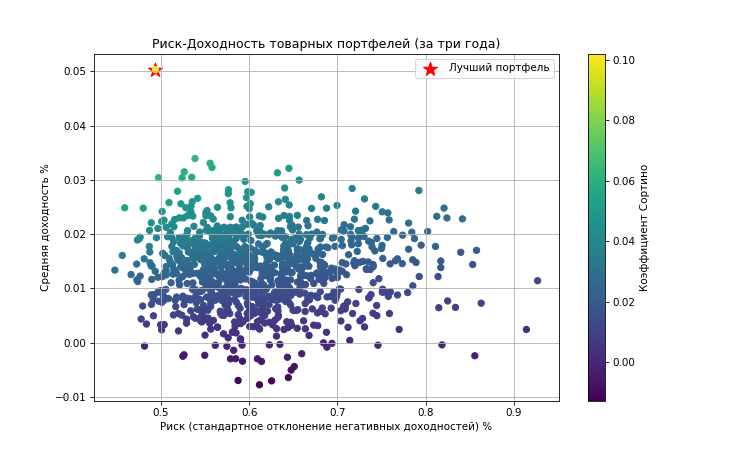 Риск-Доходность товарных портфелей (за три года)
Лучший портфель
Средняя доходность %
0.05
0.04
0.03
0.02
0.01
0.00
−0.01
0.5 0.6 0.7 0.8 0.9
Риск (стандартное отклонение негативных доходностей) %
0.10
0.08
0.06
0.04
0.02
0.00
Коэффициент Сортино